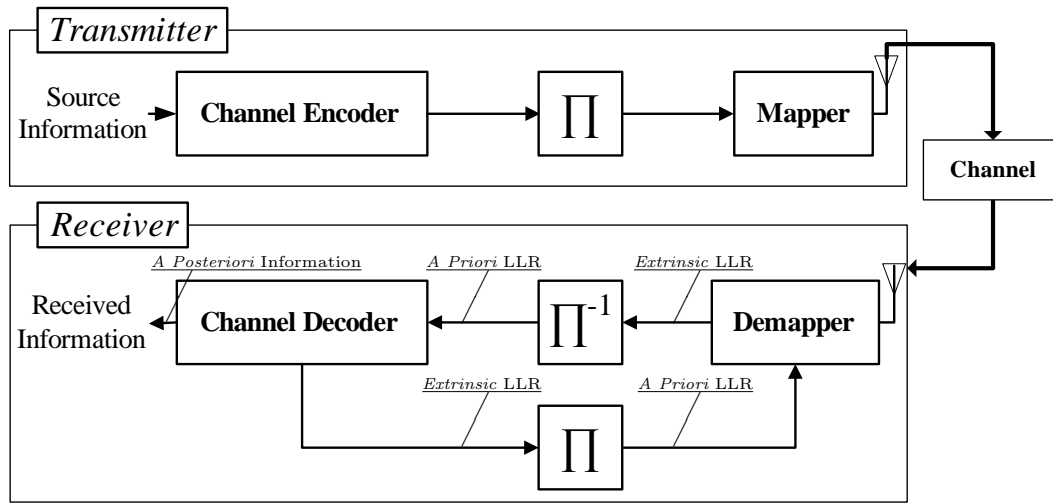 Transmitter
Source
Information
Channel Encoder
∏
Mapper
Channel
Receiver
A Posteriori Information
A Priori LLR
Extrinsic LLR
Received
Information
Channel Decoder
∏-1
Demapper
Extrinsic LLR
A Priori LLR
∏